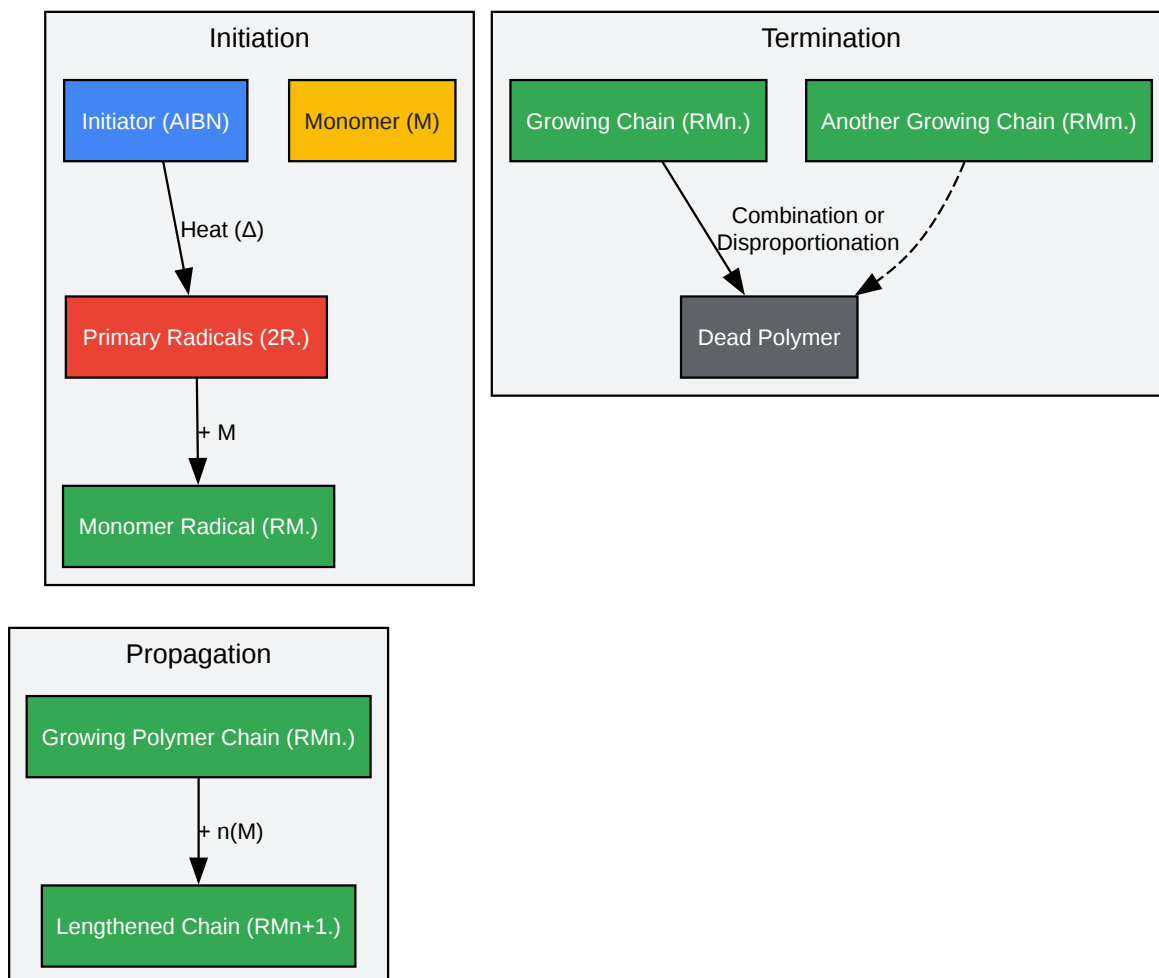 Initiation
Initiator (AIBN)
Monomer (M)
Heat (Δ)
Primary Radicals (2R.)
+ M
Monomer Radical (RM.)
Termination
Growing Chain (RMn.)
Another Growing Chain (RMm.)
Combination or
Disproportionation
Dead Polymer
Propagation
Growing Polymer Chain (RMn.)
+ n(M)
Lengthened Chain (RMn+1.)